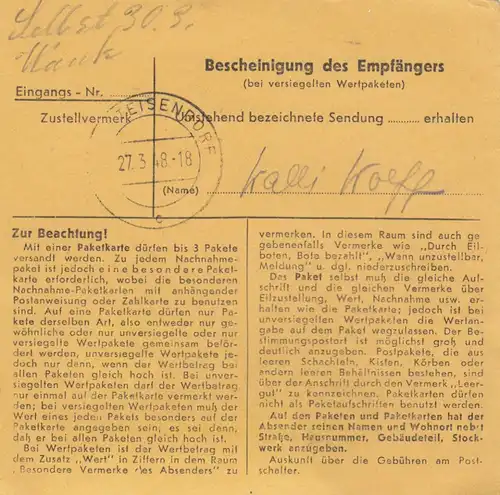 Selbst 30.3.
Hauk
Bescheinigung des Empfängers
(bei versiegelten Wertpaketen)
Eingangs - Nr.
Zustellvermerk
Umstehend bezeichnete Sendung .......... erhalten
TEISENDORF
27.3.48.-18
c
(Name)
Kalli
Zur Beachtung!
Mit einer Paketkarte dürfen bis 3 Pakete
versandt werden. Zu jedem Nachnahme-
paket ist jedoch eine besondere Paket-
karte erforderlich, wobei die besonderen
Nachnahme-Paketkarten mit anhängender
Postanweisung oder Zahlkarte zu benutzen
sind. Auf eine Paketkarte dürfen nur Pa-
kete derselben Art, also entweder nur ge-
wöhnliche oder nur unversiegelte oder nur
versiegelte Wertpakete gemeinsam beför-
dert werden, unversiegelte Wertpakete je-
doch nur dann, wenn der Wertbetrag bei
allen Paketen gleich hoch ist. Bei unver-
siegelten Wertpaketen darf der Wertbetrag
nur einmal auf der Paketkarte vermerkt wer-
den; bei versiegelten Wertpaketen muß der
Wert eines jeden Pakets besonders auf der
Paketkarte angegeben sein; es sei denn,
daß er bei allen Paketen gleich hoch ist.
Bei Wertpaketen ist der Wertbetrag mit
dem Zusatz „Wert" in Ziffern in dem Raum
„Besondere Vermerke des Absenders" zu
vermerken. In diesem Raum sind auch ge-
gebenenfalls Vermerke wie „Durch Eil-
boten, Bote bezahlt", „Wann unzustellbar,
Meldung" u. dgl. niederzuschreiben.
Das Paket selbst muß die gleiche Auf-
schrift und die gleichen Vermerke über
Eilzustellung, Wert, Nachnahme usw. er-
halten wie die Paketkarte; jedoch ist bei
unversiegelten Wertpaketen die Wertan-
gabe auf dem Paket wegzulassen. Der Be-
stimmungspostort ist möglichst groß und
deutlich anzugeben. Postpakete, die aus
leeren Schachteln, Kisten, Körben oder
andern leeren Behältnissen bestehen, sind
über der Anschrift durch den Vermerk „Leer-
gut" zu kennzeichnen. Paketkarten dürfen
nicht als Paketaufschriften benutzt werden.
Auf den Paketen und Paketkarten hat der
Absender seinen Namen und Wohnort nebst
Straße, Hausnummer, Gebäudeteil, Stock-
werk anzugeben.
Auskunft über die Gebühren am Post-
schalter.